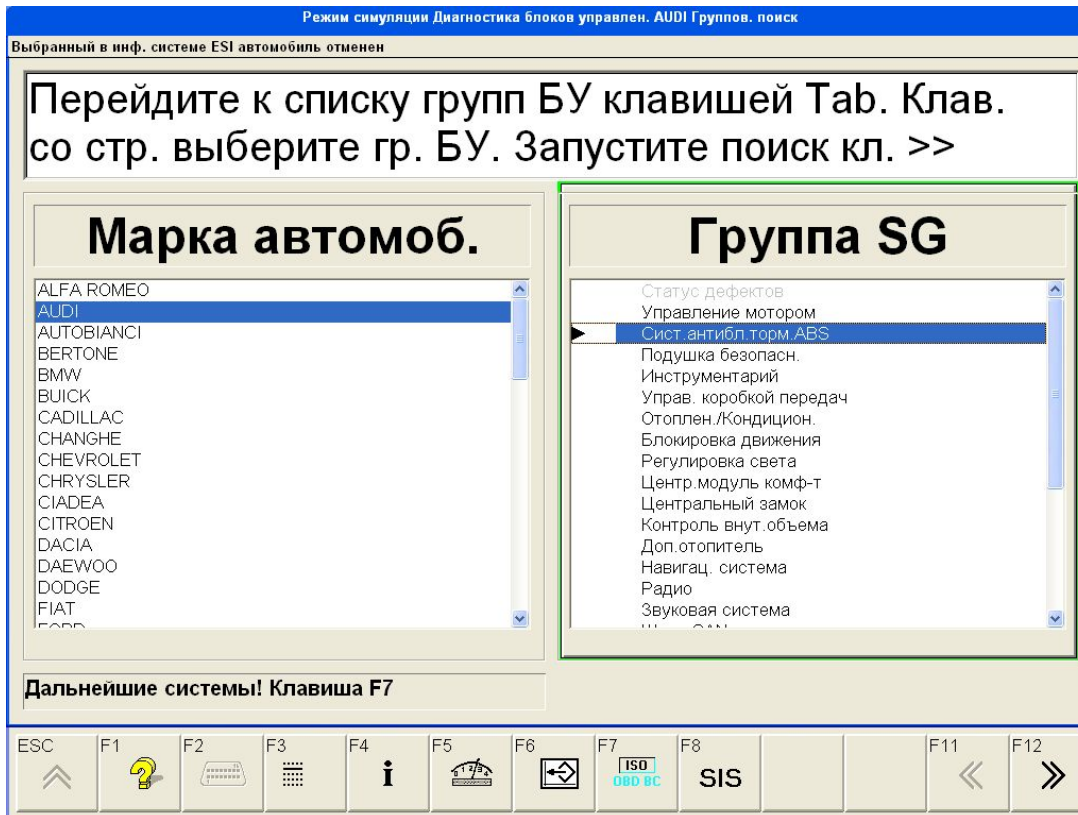 Режим симуляции Диагностика блоков управлен. AUDI Группов. поиск
Выбранный в инф. системе ESI автомобиль отменен
Перейдите к списку групп БУ клавишей Tab. Клав.
со стр. выберите гр. БУ. Запустите поиск кл. >>
Марка автомоб.
ALFA ROMEO
AUDI
AUTOBIANCI
BERTONE
BMW
BUICK
CADILLAC
CHANGHE
CHEVROLET
CHRYSLER
CIADEA
CITROEN
DACIA
DAEWOO
DODGE
FIAT
FORD
Группа SG
Статус дефектов
Управление мотором
Сист.антибл.торм.ABS
Подушка безопасн.
Инструментарий
Управ. коробкой передач
Отоплен./Кондицион.
Блокировка движения
Регулировка света
Центр.модуль комф-т
Центральный замок
Контроль внут.объема
Доп.отопитель
Навигац. система
Радио
Звуковая система
Дальнейшие системы! Клавиша F7
ESC
F1
F2
F3
F4
F5
F6
F7 ISO OBD BC
F8 SIS
F11
F12